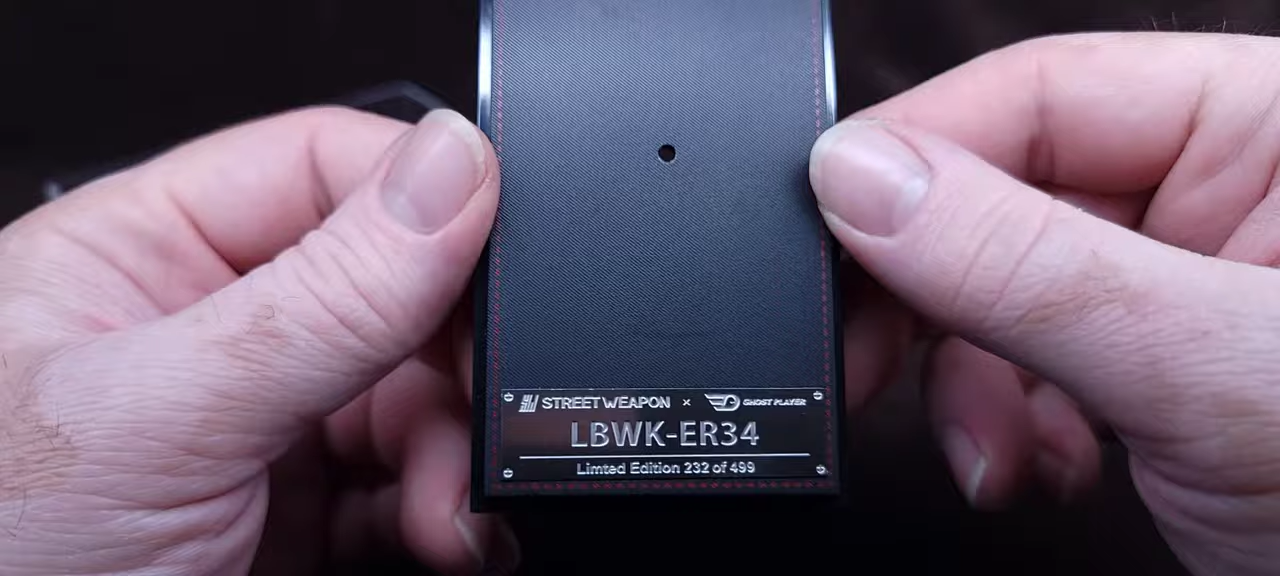 STREET WEAPON × GHOST PLAYER
LBWK-ER34
Limted Edition 232 of 499